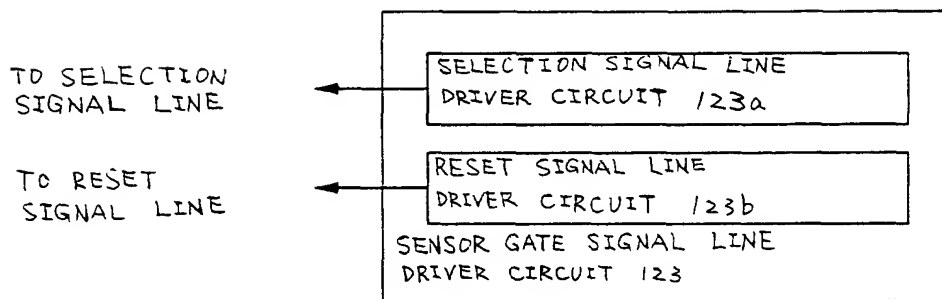 TO SELECTION
SIGNAL LINE
SELECTION SIGNAL LINE
DRIVER CIRCUIT 123a
TO RESET
SIGNAL LINE
RESET SIGNAL LINE
DRIVER CIRCUIT 123b
SENSOR GATE SIGNAL LINE
DRIVER CIRCUIT 123